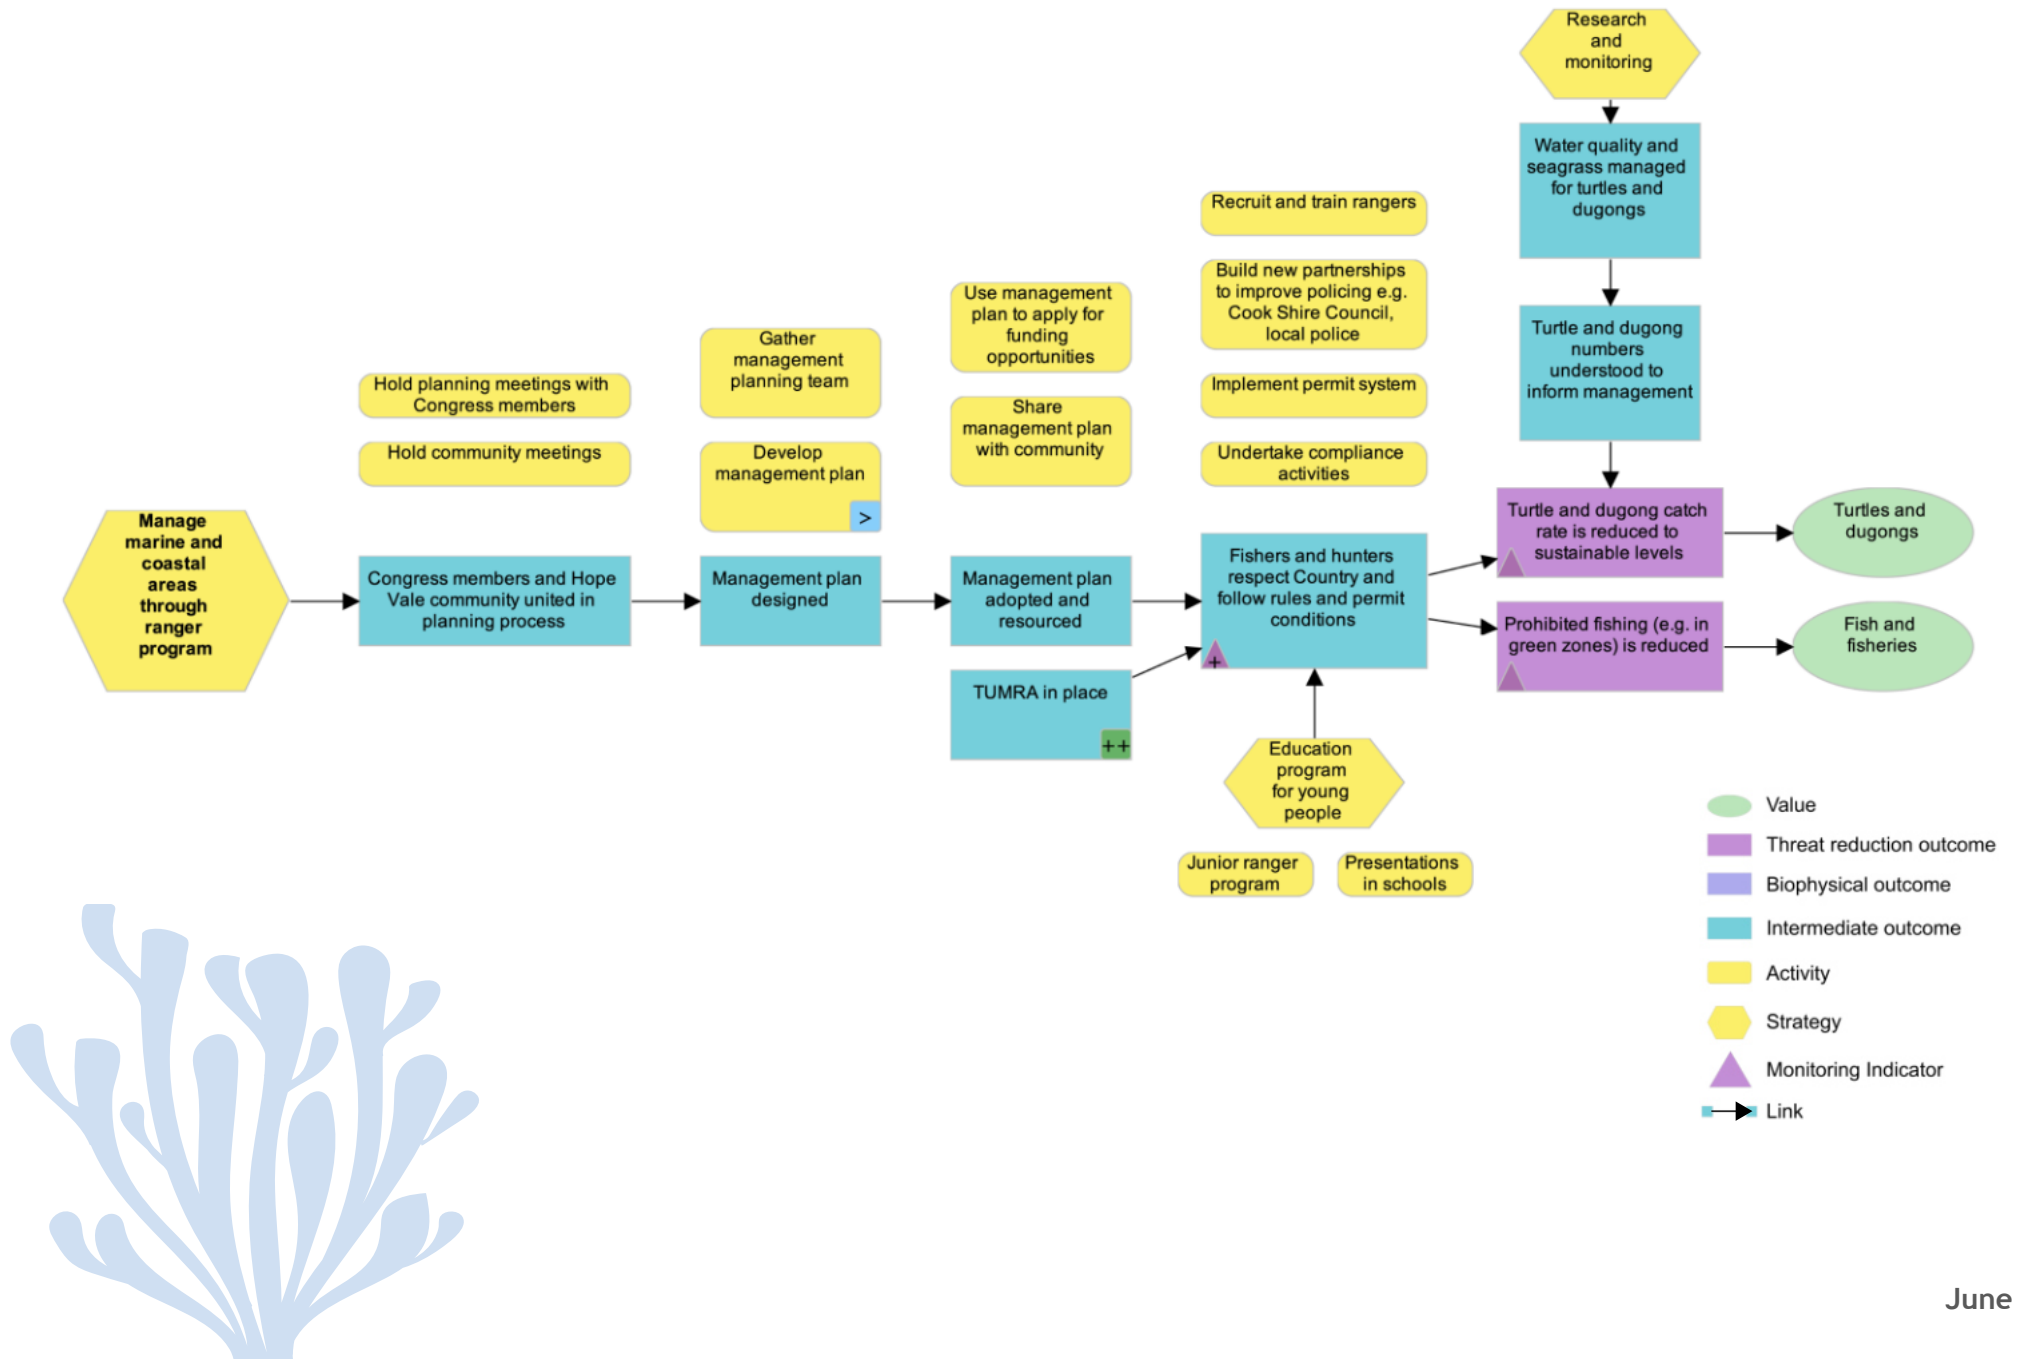 Research
and
monitoring
Water quality and
seagrass managed
for turtles and
dugongs
Recruit and train rangers
Build new partnerships
to improve policing e.g.
Cook Shire Council,
local police
Use management
plan to apply for
funding
opportunities
Turtle and dugong
numbers
understood to
inform management
Gather
management
planning team
Hold planning meetings with
Congress members
Implement permit system
Share
management plan
with community
Hold community meetings
Develop
management plan
>
Undertake compliance
activities
Manage
marine and
coastal
areas
through
ranger
program
Congress members and Hope
Vale community united in
planning process
Management plan
designed
Management plan
adopted and
resourced
Fishers and hunters
respect Country and
follow rules and permit
conditions
+
Turtle and dugong catch
rate is reduced to
sustainable levels
Turtles and
dugongs
Prohibited fishing (e.g. in
green zones) is reduced
Fish and
fisheries
TUMRA in place
++
Education
program
for young
people
Junior ranger
program
Presentations
in schools
Value
Threat reduction outcome
Biophysical outcome
Intermediate outcome
Activity
Strategy
Monitoring Indicator
Link
June